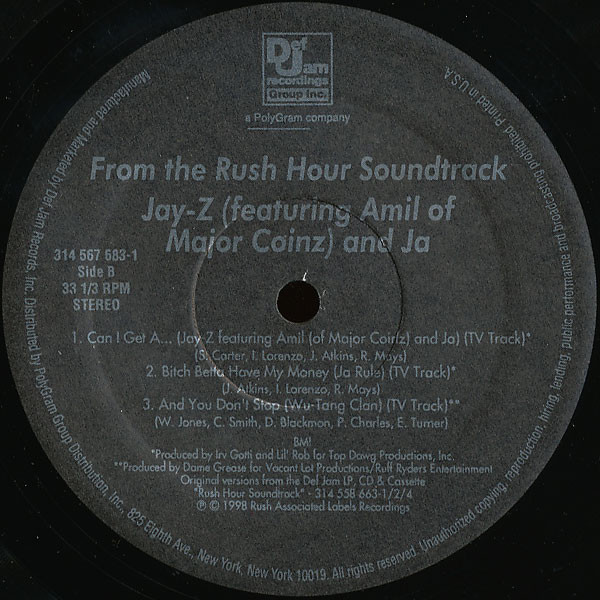 Def
Jam
recordings
Group Inc.
a PolyGram company
From the Rush Hour Soundtrack
Jay-Z (featuring Amil of
Major Coinz) and Ja
314 567 683-1
Side B
33 1/3 RPM
STEREO
1. Can I Get A... (Jay Z featuring Amil (of Major Coinz) and Ja) (TV Track)*
(S. Carter, I. Lorenzo, J. Atkins, R. Mays)
2. Bitch Betta Have My Money (Ja Rule) (TV Track)*
(J. Atkins, I. Lorenzo, R. Mays)
3. And You Don't Stop (Wu-Tang Clan) (TV Track)**
(W. Jones, C. Smith, D. Blackmon, P. Charles, E. Turner)
BMI
*Produced by Irv Gotti and Lil' Rob for Top Dawg Productions, Inc.
**Produced by Dame Grease for Vacant Lot Productions/Ruff Ryders Entertainment
Original versions from the Def Jam LP, CD & Cassette
"Rush Hour Soundtrack" - 314 558 663-1/2/4
℗ © 1998 Rush Associated Labels Recordings
Manufactured and Marketed by Def Jam Records, Inc. Distributed by PolyGram Group Distribution, Inc., 825 Eighth Ave., New York, New York 10019. All rights reserved. Unauthorized copying, reproduction, hiring, lending, public performance and broadcasting prohibited Printed in U.S.A